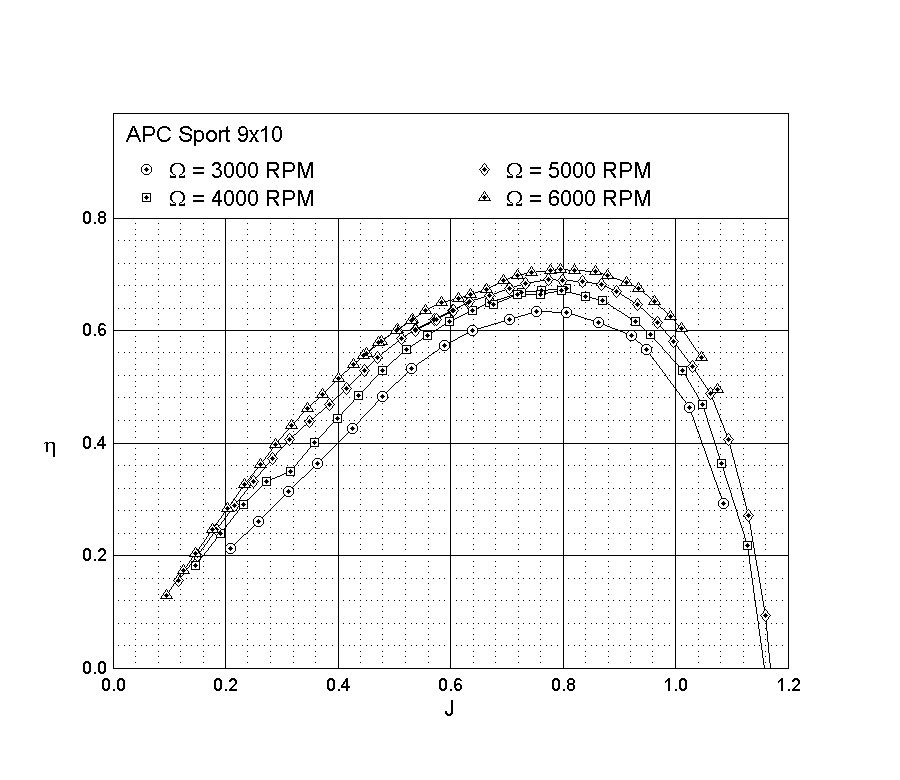 APC Sport 9x10
Ω = 3000 RPM
Ω = 5000 RPM
Ω = 4000 RPM
Ω = 6000 RPM
0.8
0.6
0.4
η
0.2
0.0
0.0 0.2 0.4 0.6 0.8 1.0 1.2
J